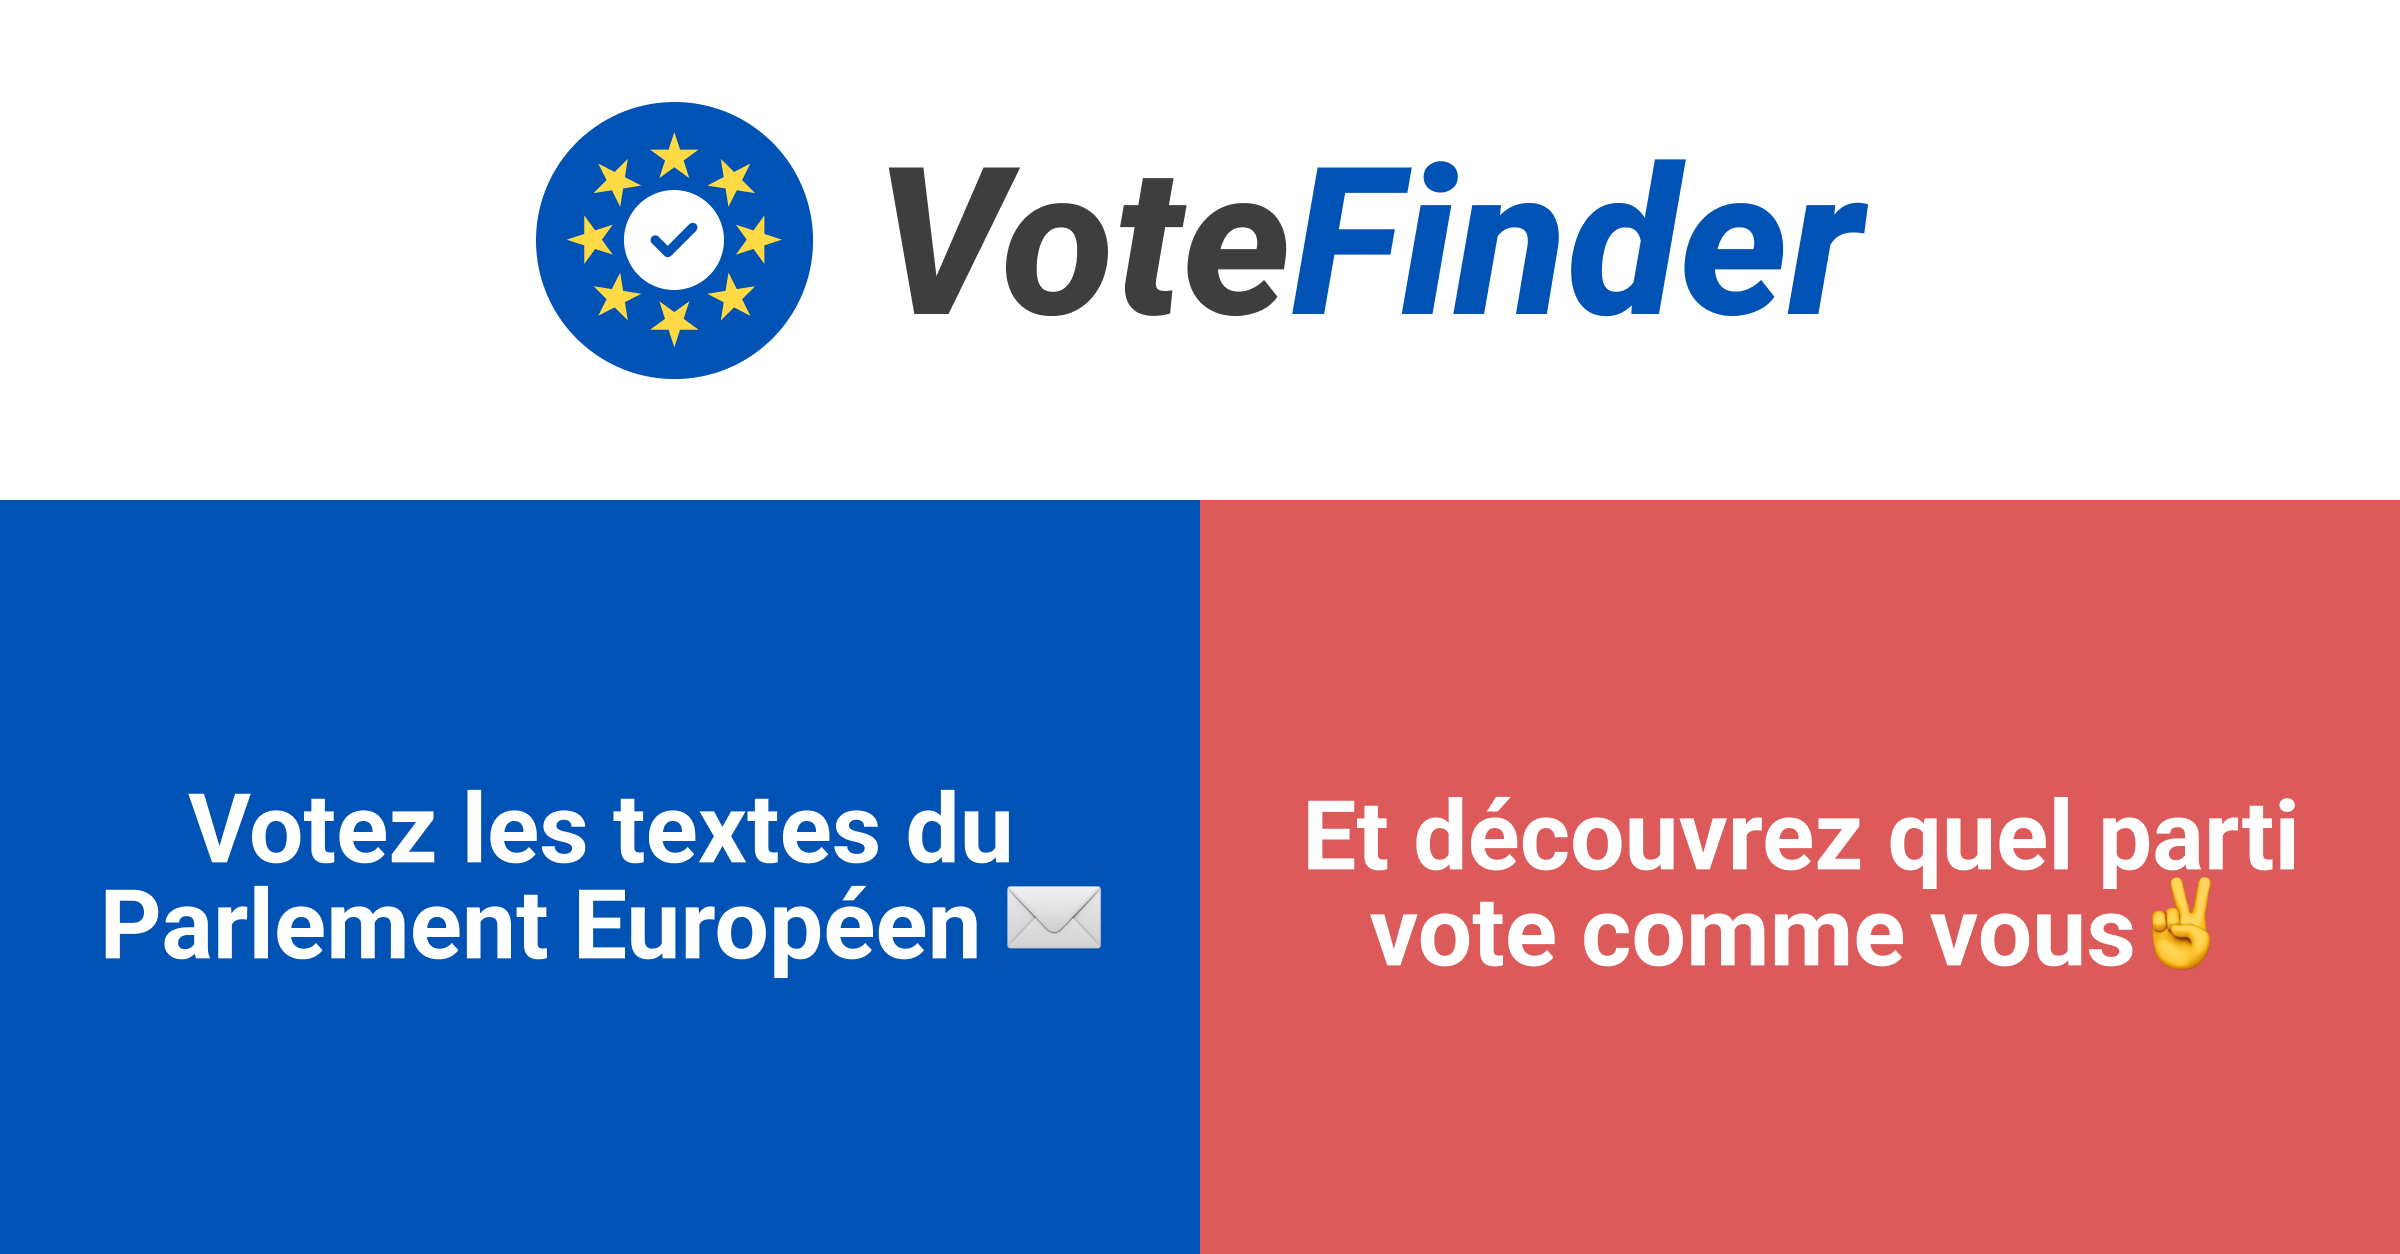 VoteFinder
Votez les textes du
Parlement Européen ✉️
Et découvrez quel parti
vote comme vous✌️